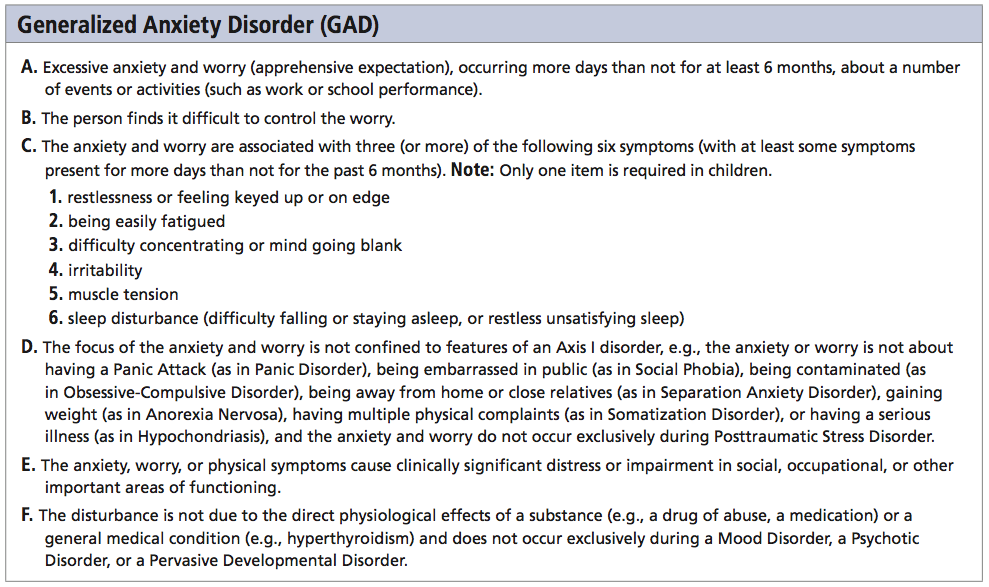 Generalized Anxiety Disorder (GAD)
A. Excessive anxiety and worry (apprehensive expectation), occurring more days than not for at least 6 months, about a number
of events or activities (such as work or school performance).
B. The person finds it difficult to control the worry.
C. The anxiety and worry are associated with three (or more) of the following six symptoms (with at least some symptoms
present for more days than not for the past 6 months). Note: Only one item is required in children.
1. restlessness or feeling keyed up or on edge
2. being easily fatigued
3. difficulty concentrating or mind going blank
4. irritability
5. muscle tension
6. sleep disturbance (difficulty falling or staying asleep, or restless unsatisfying sleep)
D. The focus of the anxiety and worry is not confined to features of an Axis I disorder, e.g., the anxiety or worry is not about
having a Panic Attack (as in Panic Disorder), being embarrassed in public (as in Social Phobia), being contaminated (as
in Obsessive-Compulsive Disorder), being away from home or close relatives (as in Separation Anxiety Disorder), gaining
weight (as in Anorexia Nervosa), having multiple physical complaints (as in Somatization Disorder), or having a serious
illness (as in Hypochondriasis), and the anxiety and worry do not occur exclusively during Posttraumatic Stress Disorder.
E. The anxiety, worry, or physical symptoms cause clinically significant distress or impairment in social, occupational, or other
important areas of functioning.
F. The disturbance is not due to the direct physiological effects of a substance (e.g., a drug of abuse, a medication) or a
general medical condition (e.g., hyperthyroidism) and does not occur exclusively during a Mood Disorder, a Psychotic
Disorder, or a Pervasive Developmental Disorder.